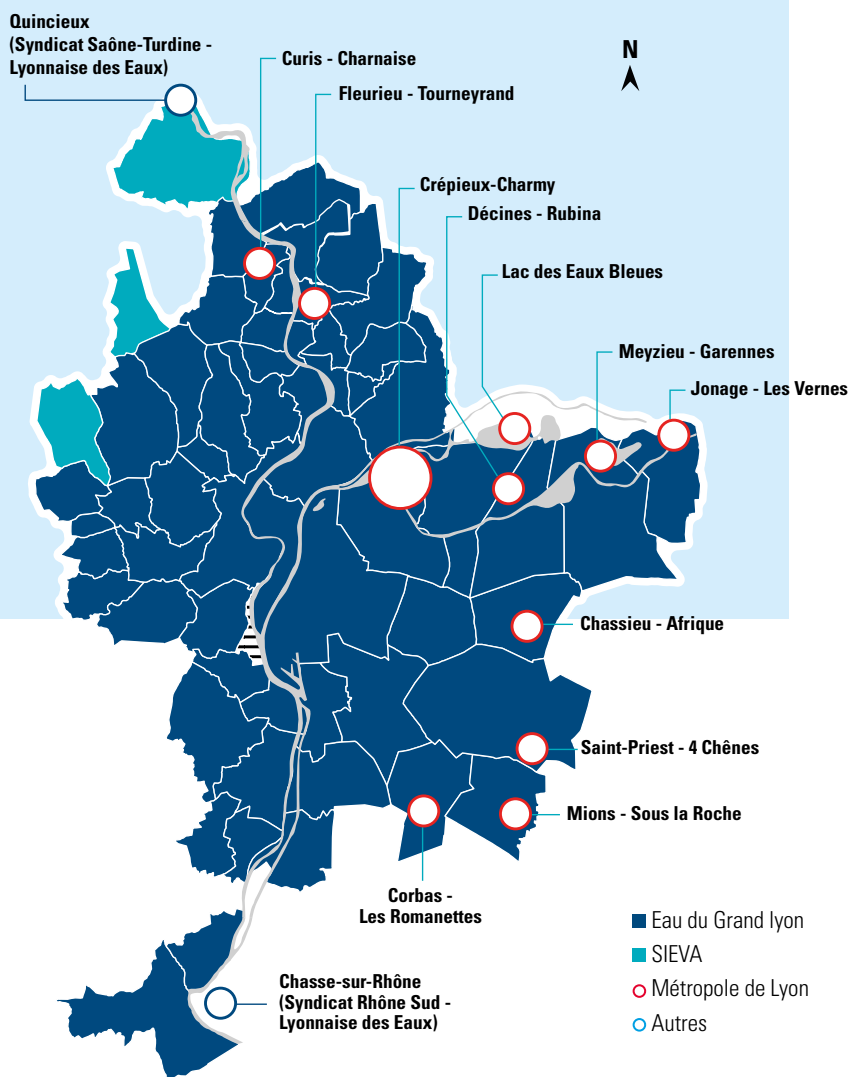 Quincieux
(Syndicat Saône-Turdine -
Lyonnaise des Eaux)
Curis - Charnaise
Fleurieu - Tourneyrand
N
Crépieux-Charmy
Décines - Rubina
Lac des Eaux Bleues
Meyzieu - Garennes
Jonage - Les Vernes
Chassieu - Afrique
Saint-Priest - 4 Chênes
Mions - Sous la Roche
Corbas -
Les Romanettes
Chasse-sur-Rhône
(Syndicat Rhône Sud -
Lyonnaise des Eaux)
Eau du Grand lyon
SIEVA
Métropole de Lyon
Autres